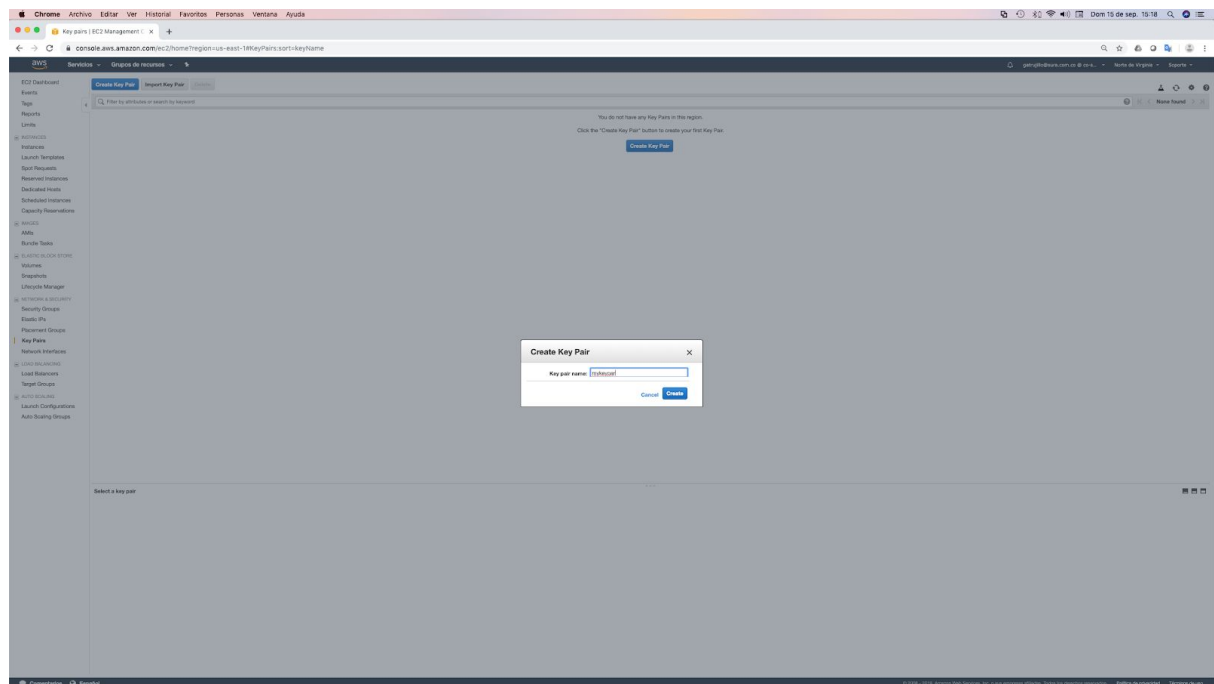 Chrome Archivo Editar Ver Historial Favoritos Personas Ventana Ayuda
Dom 15 de sep. 15:18
Key pairs | EC2 Management C
console.aws.amazon.com/ec2/home?region=us-east-1#KeyPairs:sort=keyName
aws Servicios Grupos de recursos
Norte de Virginia Soporte
EC2 Dashboard
Events
Tags
Reports
Limits
INSTANCES
Instances
Launch Templates
Spot Requests
Reserved Instances
Dedicated Hosts
Scheduled Instances
Capacity Reservations
IMAGES
AMIs
Bundle Tasks
ELASTIC BLOCK STORE
Volumes
Snapshots
Lifecycle Manager
NETWORK & SECURITY
Security Groups
Elastic IPs
Placement Groups
Key Pairs
Network Interfaces
LOAD BALANCING
Load Balancers
Target Groups
AUTO SCALING
Launch Configurations
Auto Scaling Groups
Create Key Pair Import Key Pair Delete
Filter by attributes or search by keyword
None found
You do not have any Key Pairs in this region.
Click the "Create Key Pair" button to create your first Key Pair.
Create Key Pair
Create Key Pair
Key pair name:
Cancel Create
Select a key pair
Comentarios Español
Política de privacidad Términos de uso